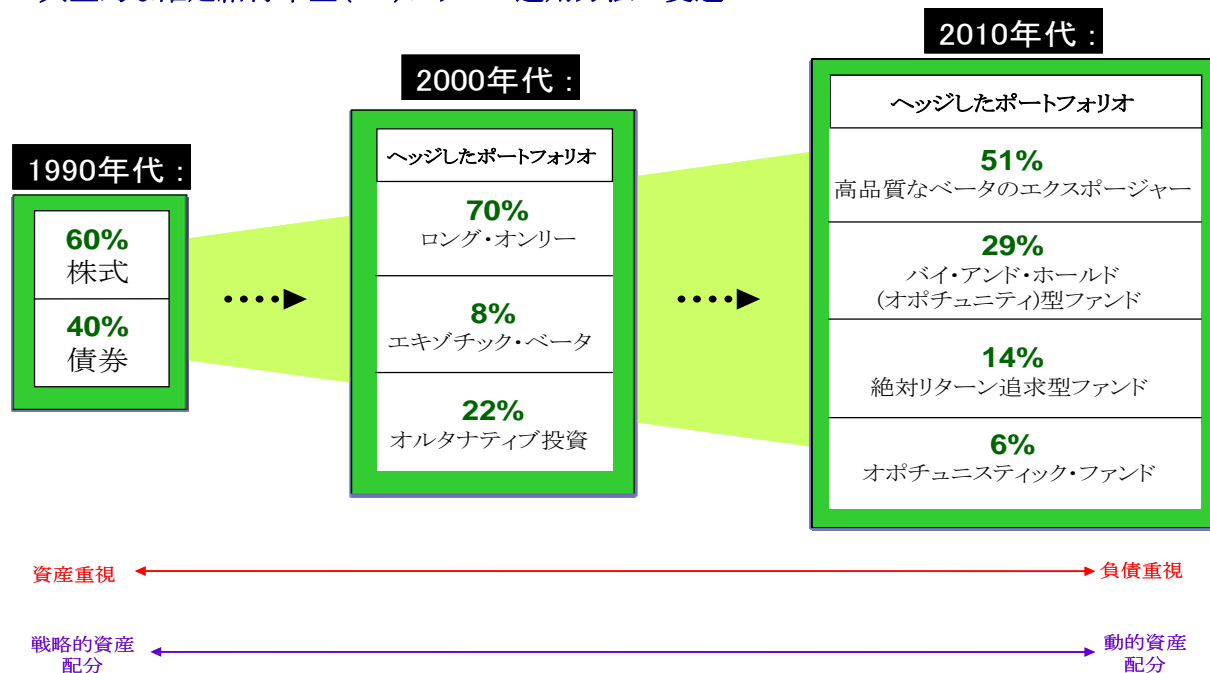 1990年代：
60%
株式
40%
債券
2000年代：
ヘッジしたポートフォリオ
70%
ロング・オンリー
8%
エキゾチック・ベータ
22%
オルタナティブ投資
2010年代：
ヘッジしたポートフォリオ
51%
高品質なベータのエクスポージャー
29%
バイ・アンド・ホールド
(オポチュニティ)型ファンド
14%
絶対リターン追求型ファンド
6%
オポチュニスティック・ファンド
資産重視
負債重視
戦略的資産
配分
動的資産
配分